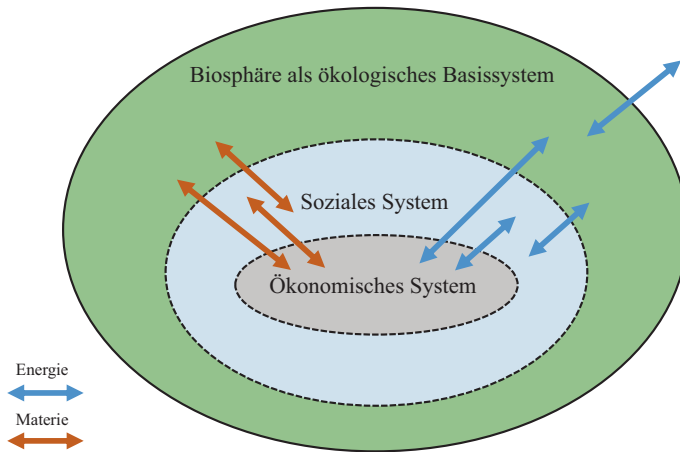 Biosphäre als ökologisches Basissystem
Soziales System
Ökonomisches System
Energie
Materie